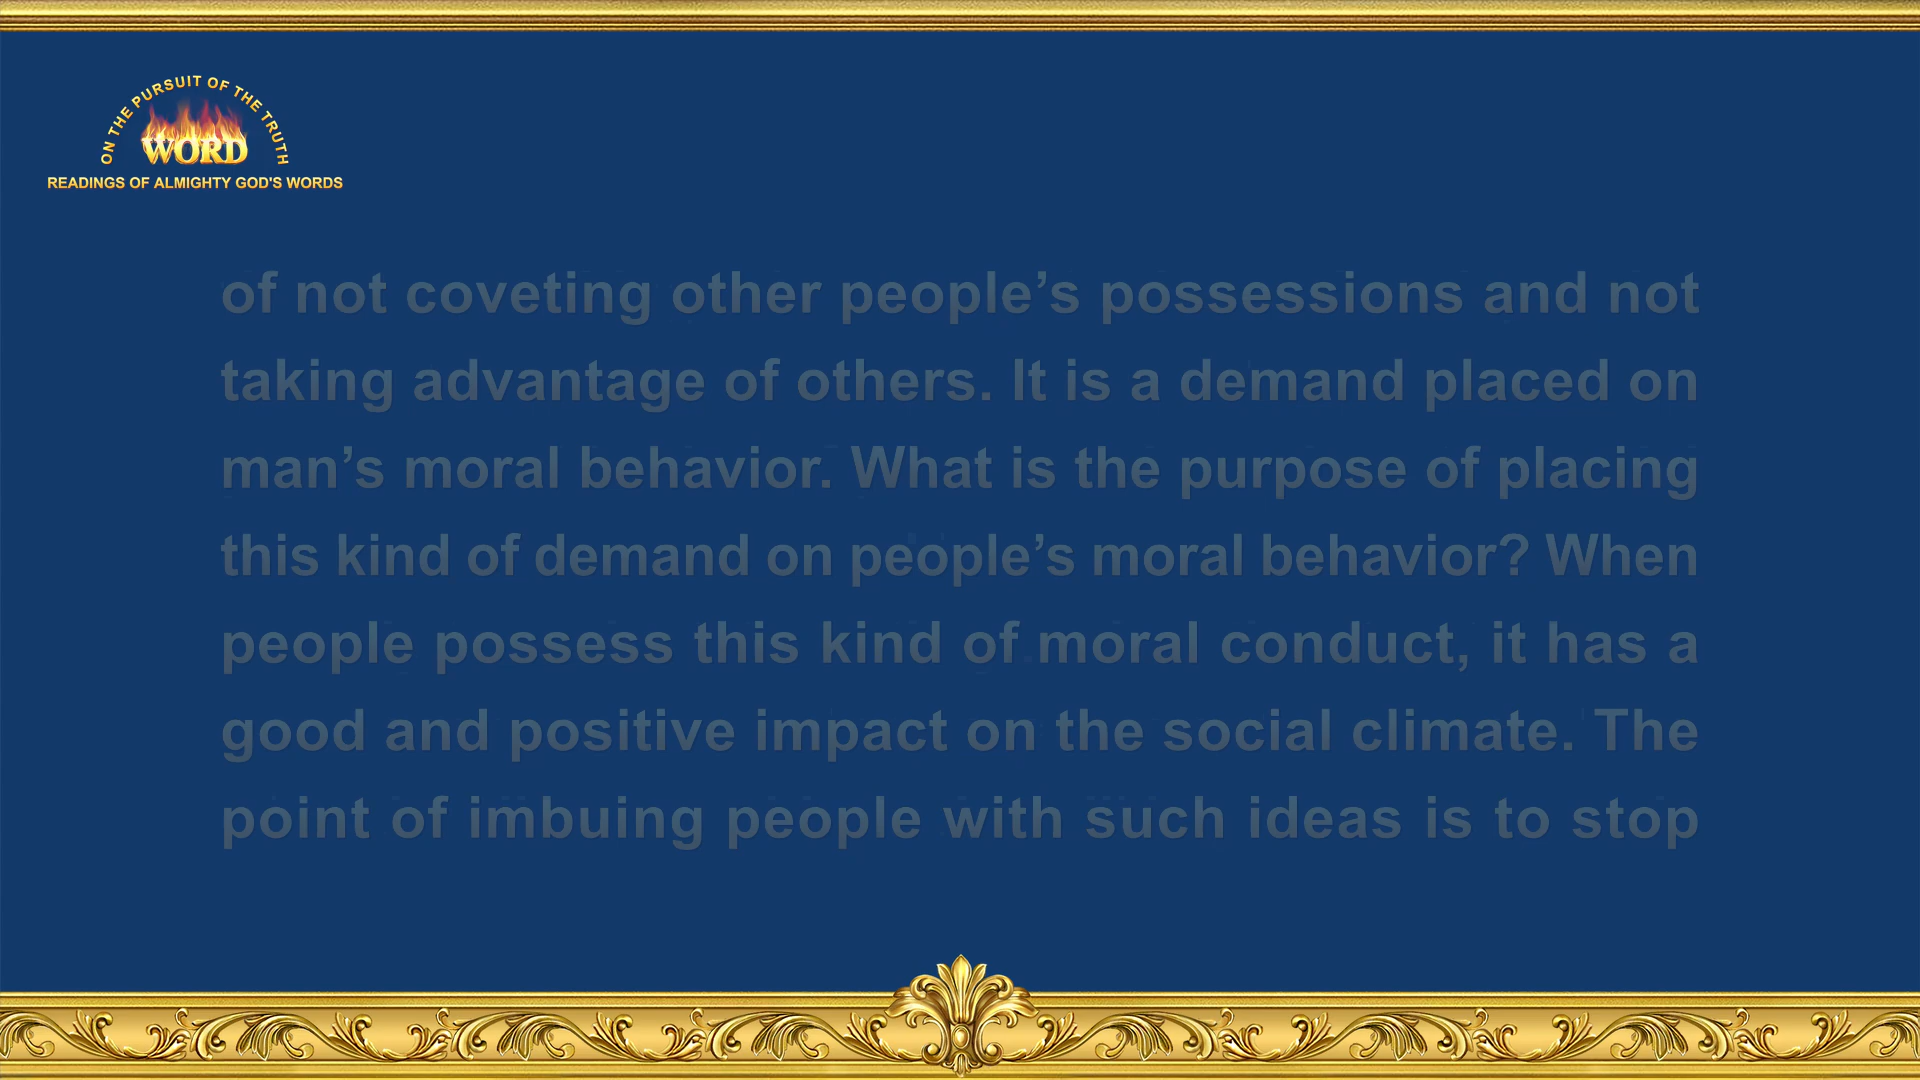 ON THE PURSUIT OF THE TRUTH
WORD
READINGS OF ALMIGHTY GOD'S WORDS
of not coveting other people’s possessions and not
taking advantage of others. It is a demand placed on
man’s moral behavior. What is the purpose of placing
this kind of demand on people’s moral behavior? When
people possess this kind of moral conduct, it has a
good and positive impact on the social climate. The
point of imbuing people with such ideas is to stop